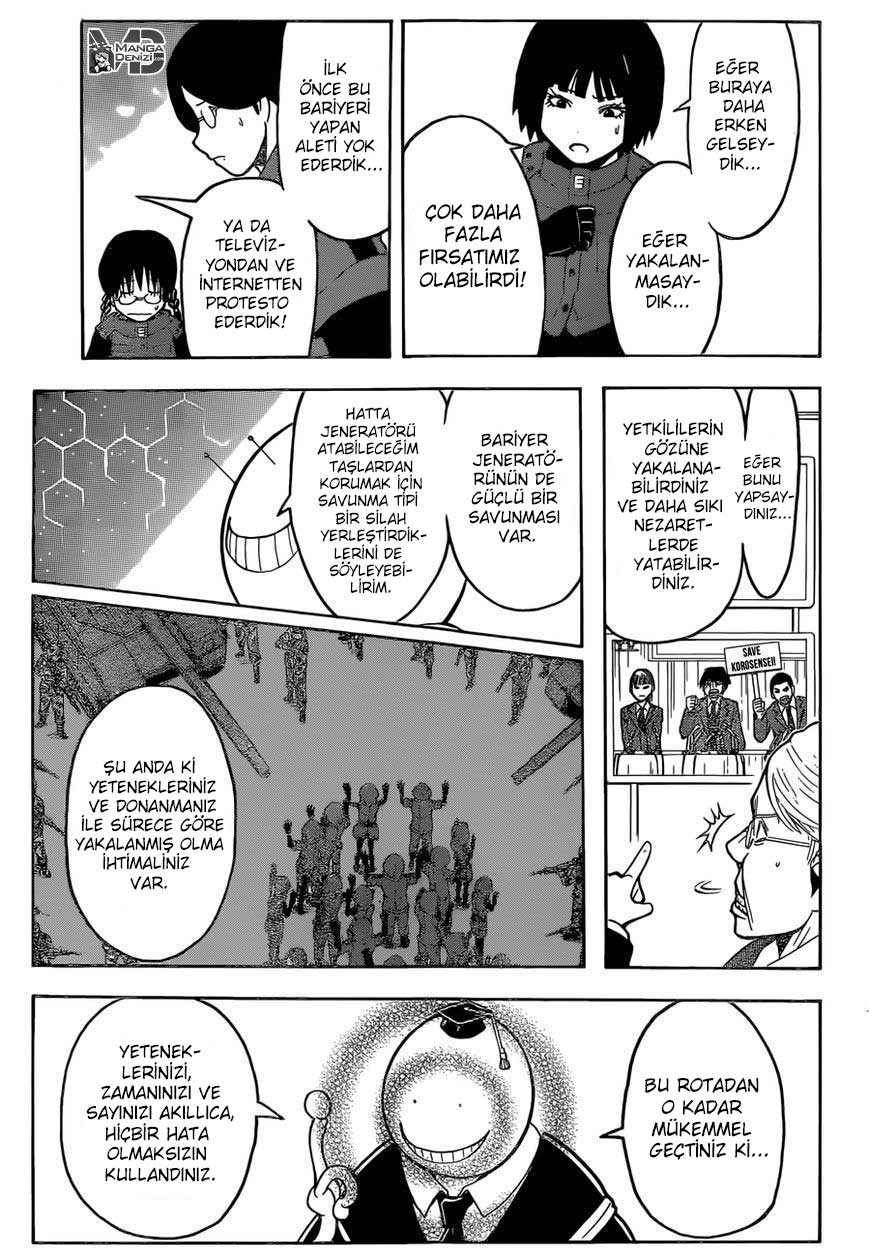 EĞER
BURAYA
DAHA
ERKEN
GELSEY-
DİK...
EĞER
YAKALAN-
MASAY-
DIK...
ÇOK DAHA
FAZLA
FIRSATIMIZ
OLABİLİRDİ!
E
MANGA
DENİZİ.com
İLK
ÖNCE BU
BARİYERİ
YAPAN
ALETİ YOK
EDERDİK...
YA DA
TELEVİZ-
YONDAN VE
İNTERNETTEN
PROTESTO
EDERDİK!
EĞER
BUNU
YAPSAY-
DINIZ...
YETKİLİLERİN
GÖZÜNE
YAKALANA-
BİLİRDİNİZ
VE DAHA SIKI
NEZARET-
LERDE
YATABİLİR-
DİNİZ.
SAVE
KOROSENSEI!
BARİYER
JENERATÖ-
RÜNÜN DE
GÜÇLÜ BİR
SAVUNMASI
VAR.
HATTA
JENERATÖRÜ
ATABİLECEĞİM
TAŞLARDAN
KORUMAK İÇİN
SAVUNMA TİPİ
BİR SİLAH
YERLEŞTİRDİK-
LERİNİ DE
SÖYLEYEBİ-
LİRİM.
ŞU ANDA Kİ
YETENEKLERİNİZ
VE DONANMANIZ
İLE SÜRECE GÖRE
YAKALANMIŞ OLMA
İHTİMALİNİZ
VAR.
BU ROTADAN
O KADAR
MÜKEMMEL
GEÇTİNİZ Kİ...
YETENEK-
LERİNİZİ,
ZAMANINIZI VE
SAYINIZI AKILLICA,
HİÇBİR HATA
OLMAKSIZIN
KULLANDINIZ.